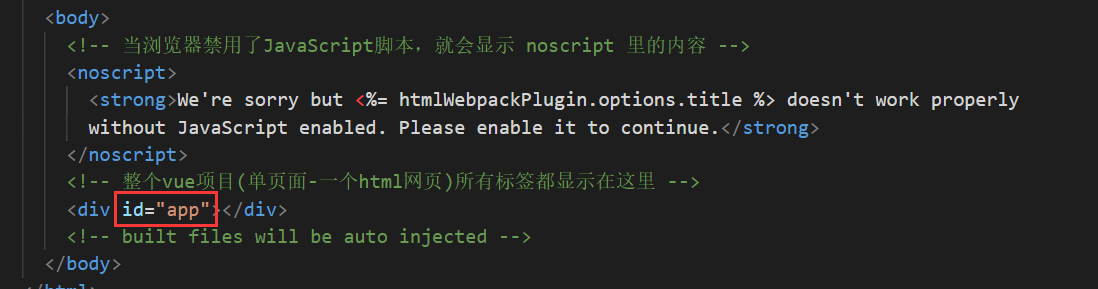 <body>
<!-- 当浏览器禁用了JavaScript脚本，就会显示 noscript 里的内容 -->
<noscript>
<strong>We're sorry but <%= htmlWebpackPlugin.options.title %> doesn't work properly
without JavaScript enabled. Please enable it to continue.</strong>
</noscript>
<!-- 整个vue项目(单页面-一个html网页)所有标签都显示在这里 -->
<div id="app"></div>
<!-- built files will be auto injected -->
</body>